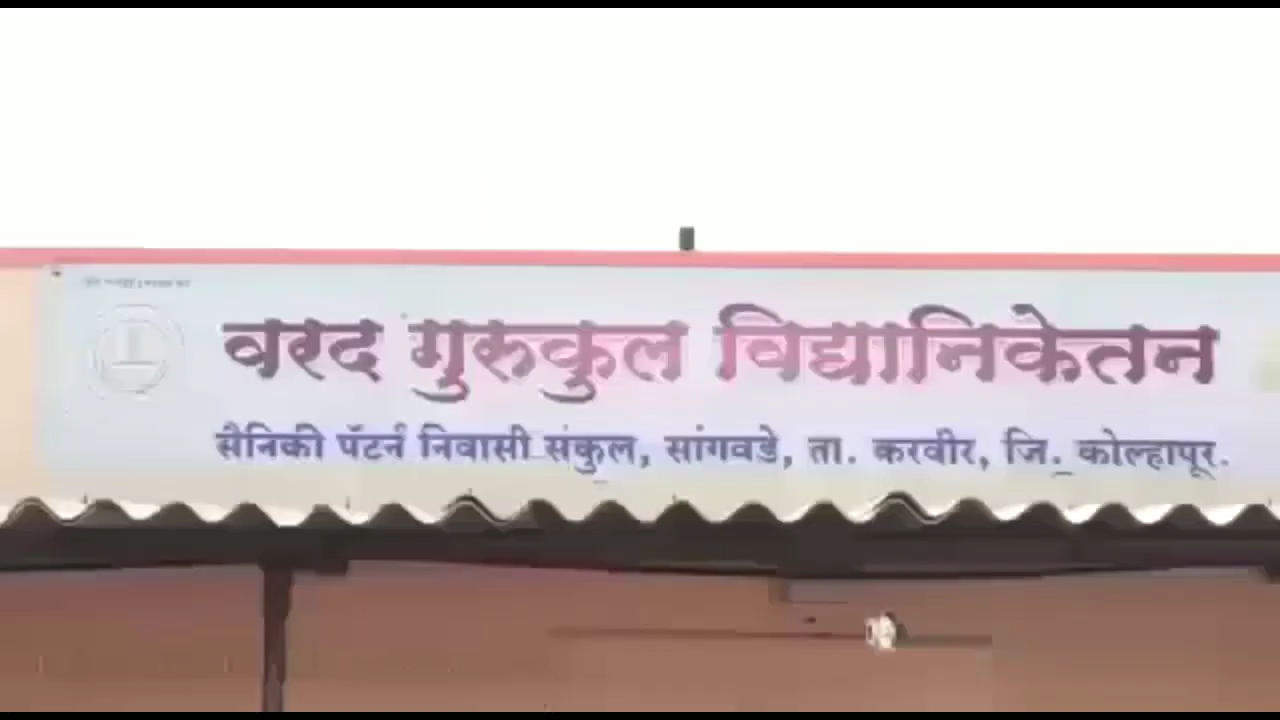 वरद गुरुकुल विद्यानिकेतन
सैनिकी पॅटर्न निवासी संकुल, सांगवडे, ता. करवीर, जि. कोल्हापूर.